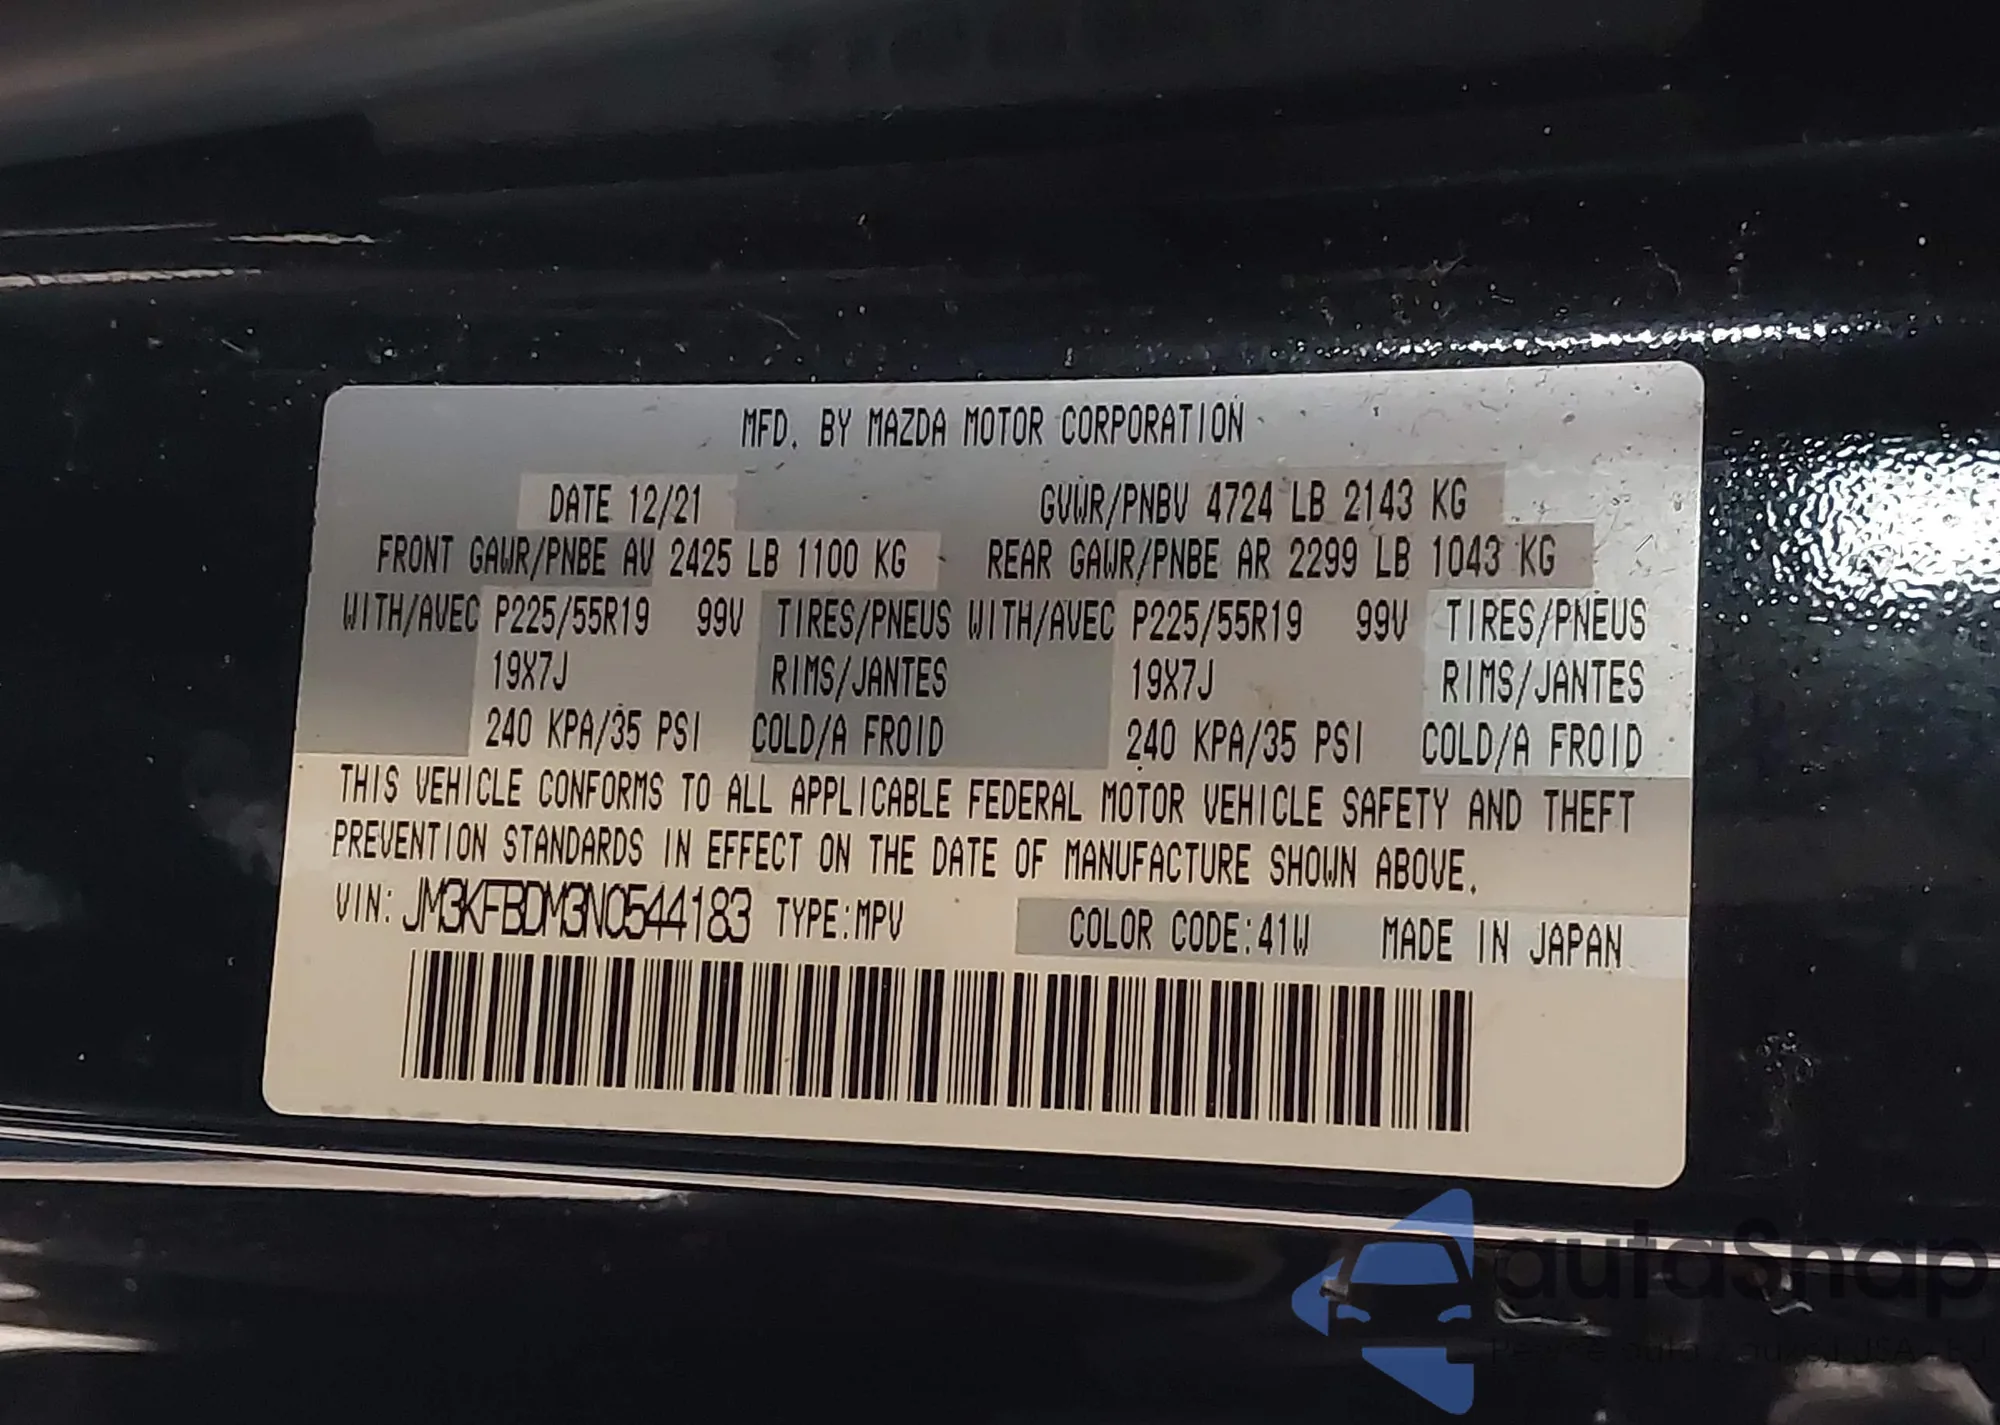 MFD. BY MAZDA MOTOR CORPORATION
DATE 12/21 GVWR/PNBV 4724 LB 2143 KG
FRONT GAWR/PNBE AV 2425 LB 1100 KG REAR GAWR/PNBE AR 2299 LB 1043 KG
WITH/AVEC P225/55R19 99V TIRES/PNEUS WITH/AVEC P225/55R19 99V TIRES/PNEUS
19X7J RIMS/JANTES 19X7J RIMS/JANTES
240 KPA/35 PSI COLD/A FROID 240 KPA/35 PSI COLD/A FROID
THIS VEHICLE CONFORMS TO ALL APPLICABLE FEDERAL MOTOR VEHICLE SAFETY AND THEFT
PREVENTION STANDARDS IN EFFECT ON THE DATE OF MANUFACTURE SHOWN ABOVE.
VIN: JM3KFBDM3N0544183 TYPE:MPV COLOR CODE:41W MADE IN JAPAN
autaSnap